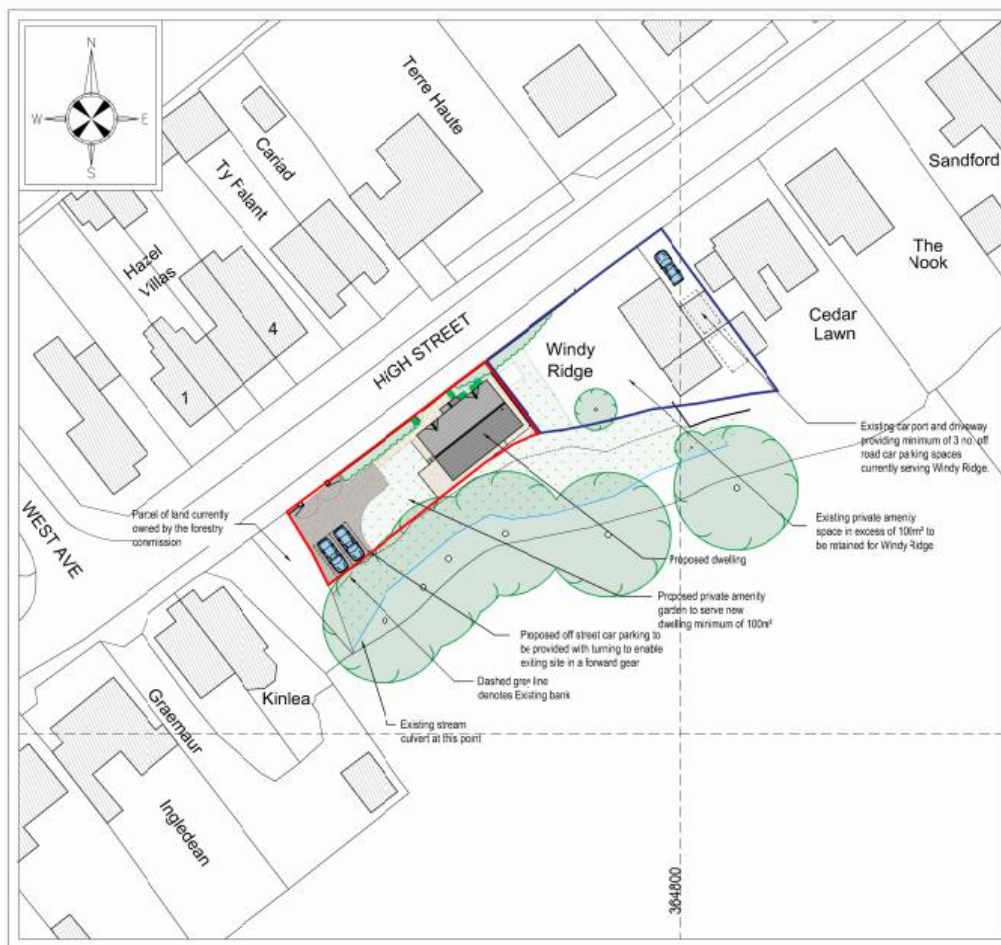 N
W
E
S
Terre Haute
Cariad
Ty Falant
Hazel
Villas
4
1
HIGH STREET
WEST AVE
Sandford
The
Nook
Cedar
Lawn
Windy
Ridge
Existing carport and driveway
providing minimum of 3 no. off
road car parking spaces
currently serving Windy Ridge.
Parcel of land currently
owned by the forestry
commission
Existing private amenity
space in excess of 100m² to
be retained for Windy Ridge
Proposed dwelling
Proposed private amenity
garden to serve new
dwelling minimum of 100m²
Proposed off street car parking to
be provided with turning to enable
exiting site in a forward gear
Dashed grey line
denotes Existing bank
Existing stream
culvert at this point
Kinlea
Graemaur
Ingledean
364800